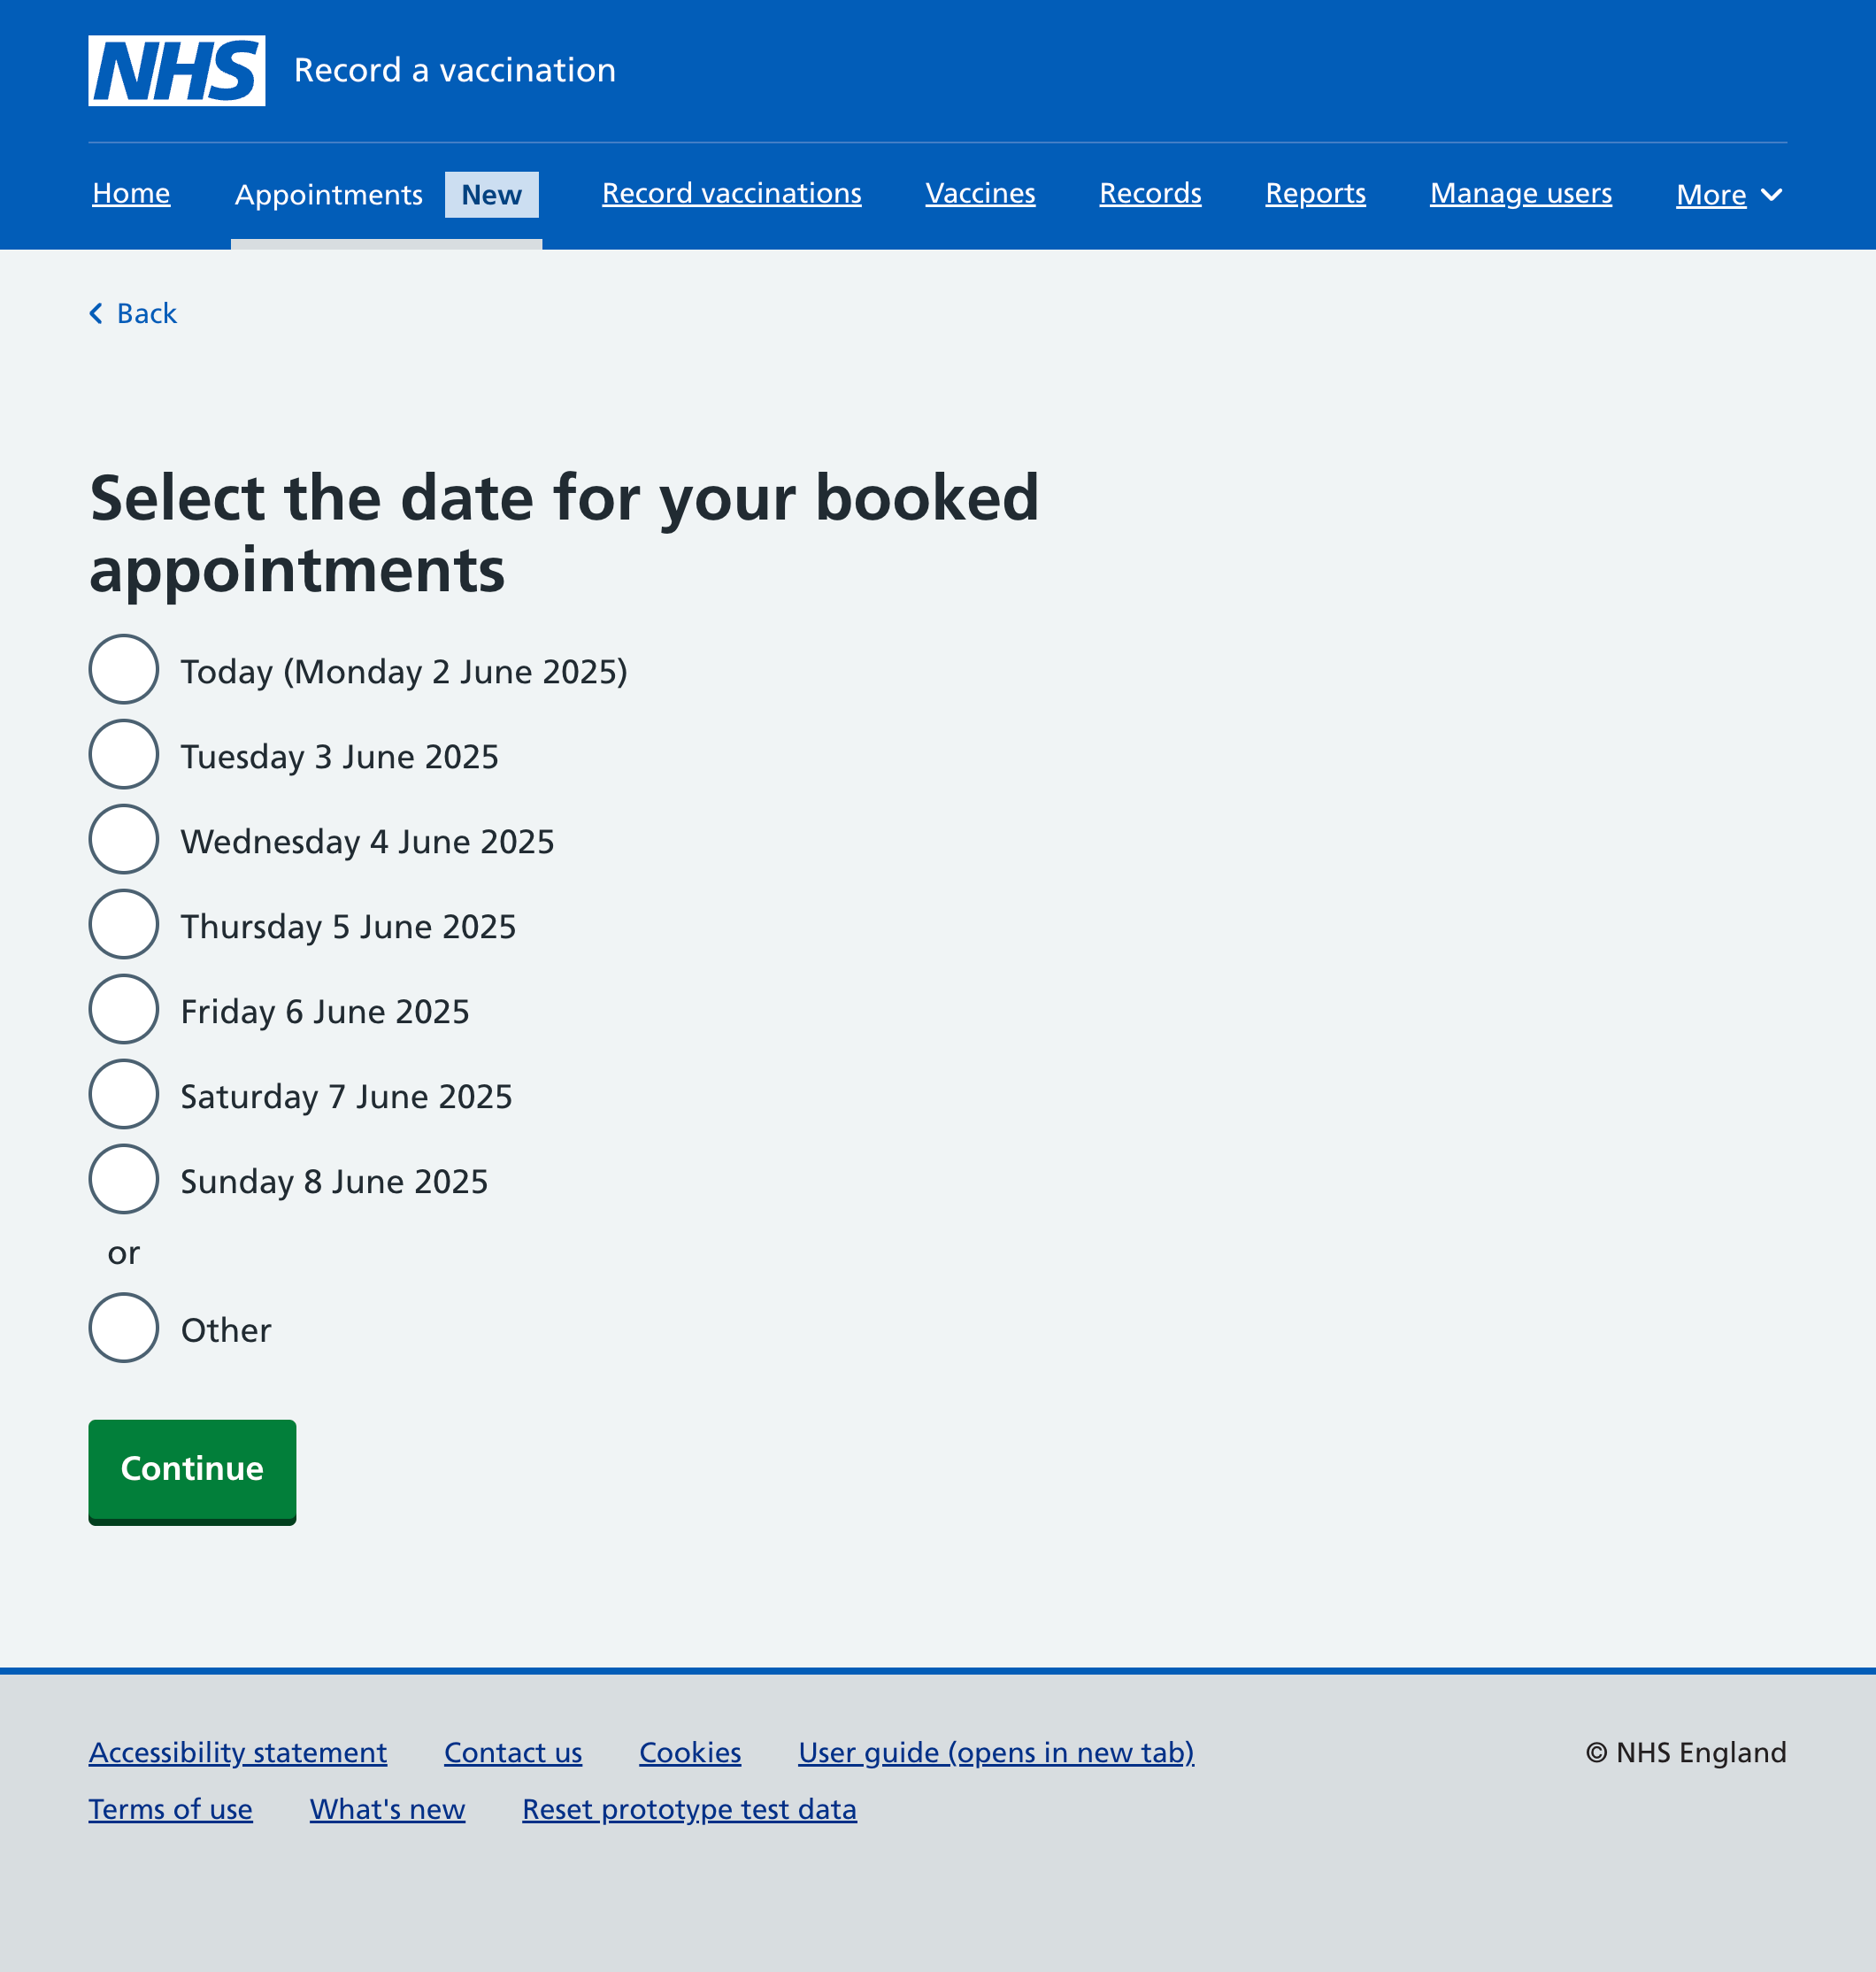 NHS Record a vaccination
Home Appointments New Record vaccinations Vaccines Records Reports Manage users More
Back
Select the date for your booked
appointments
Today (Monday 2 June 2025)
Tuesday 3 June 2025
Wednesday 4 June 2025
Thursday 5 June 2025
Friday 6 June 2025
Saturday 7 June 2025
Sunday 8 June 2025
or
Other
Continue
Accessibility statement Contact us Cookies User guide (opens in new tab) © NHS England
Terms of use What's new Reset prototype test data